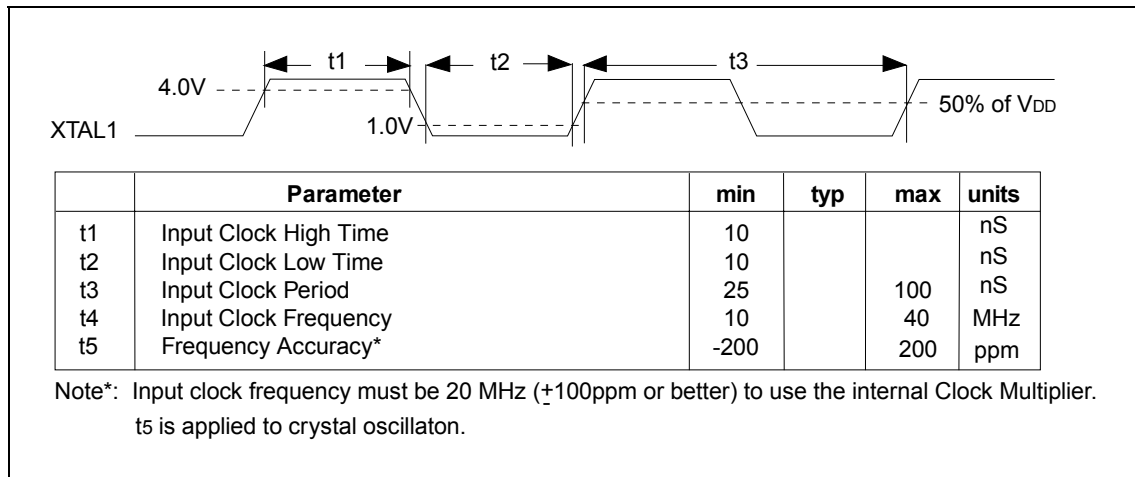 t1 t2 t3
4.0V
50% of VDD
XTAL1 1.0V
Parameter min typ max units
t1 Input Clock High Time 10 nS
t2 Input Clock Low Time 10 nS
t3 Input Clock Period 25 100 nS
t4 Input Clock Frequency 10 40 MHz
t5 Frequency Accuracy* -200 200 ppm
Note*: Input clock frequency must be 20 MHz (±100ppm or better) to use the internal Clock Multiplier.
t5 is applied to crystal oscillaton.